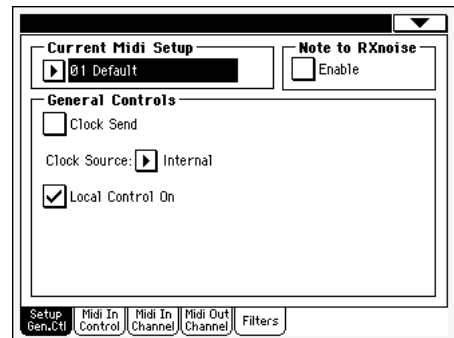 Current Midi Setup
01 Default
Note to RXnoise
Enable
General Controls
Clock Send
Clock Source: Internal
Local Control On
Setup Gen.Ctl
Midi In Control
Midi In Channel
Midi Out Channel
Filters